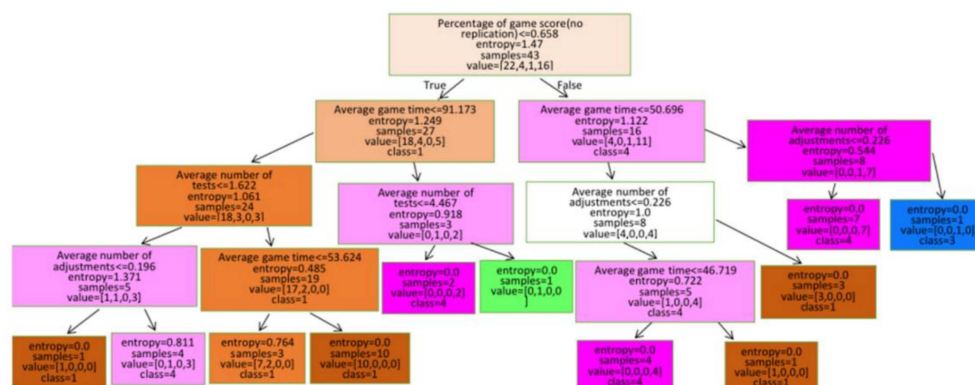 Percentage of game score(no
replication)<=0.658
entropy=1.47
samples=43
value=[22,4,1,16]
True
False
Average game time<=91.173
entropy=1.249
samples=27
value=[18,4,0,5]
class=1
Average game time<=50.696
entropy=1.122
samples=16
value=[4,0,1,11]
class=4
Average number of
adjustments<=0.226
entropy=0.544
samples=8
value=[0,0,1,7]
Average number of
tests<=1.622
entropy=1.061
samples=24
value=[18,3,0,3]
Average number of
tests<=4.467
entropy=0.918
samples=3
value=[0,1,0,2]
Average number of
adjustments<=0.226
entropy=1.0
samples=8
value=[4,0,0,4]
entropy=0.0
samples=7
value=[0,0,0,7]
class=4
entropy=0.0
samples=1
value=[0,0,1,0]
class=3
Average number of
adjustments<=0.196
entropy=1.371
samples=5
value=[1,1,0,3]
Average game time<=53.624
entropy=0.485
samples=19
value=[17,2,0,0]
class=1
entropy=0.0
samples=2
value=[0,0,0,2]
class=4
entropy=0.0
samples=1
value=[0,1,0,0
]
Average game time<=46.719
entropy=0.722
samples=5
value=[1,0,0,4]
class=4
entropy=0.0
samples=3
value=[3,0,0,0]
class=1
entropy=0.0
samples=1
value=[1,0,0,0]
class=1
entropy=0.811
samples=4
value=[0,1,0,3]
class=4
entropy=0.764
samples=3
value=[7,2,0,0]
class=1
entropy=0.0
samples=10
value=[10,0,0,0]
class=1
entropy=0.0
samples=4
value=[0,0,0,4]
class=4
entropy=0.0
samples=1
value=[1,0,0,0]
class=1